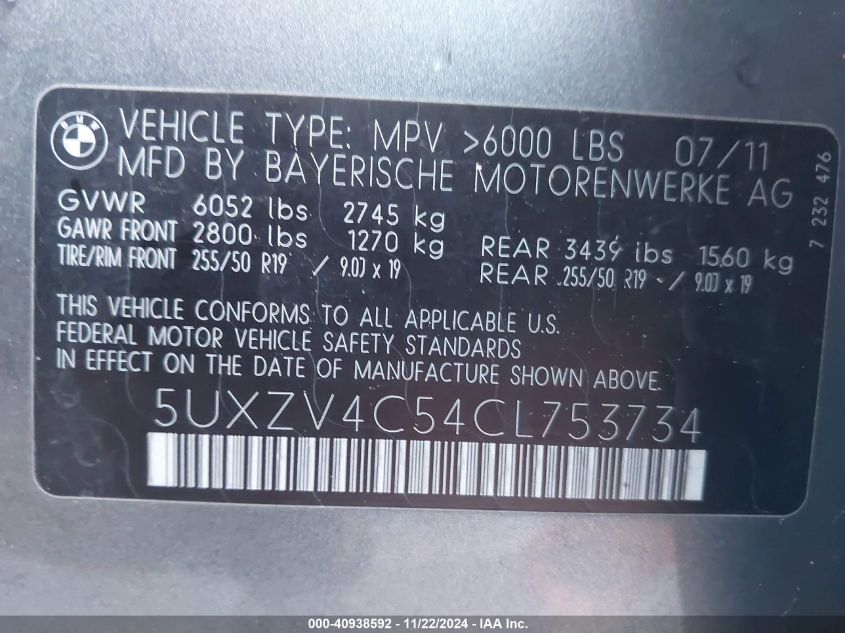 BMW
VEHICLE TYPE: MPV >6000 LBS 07/11
MFD BY BAYERISCHE MOTORENWERKE AG
GVWR 6052 lbs 2745 kg
GAWR FRONT 2800 lbs 1270 kg REAR 3439 lbs 1560 kg
TIRE/RIM FRONT 255/50 R19 / 9.0J x 19 REAR 255/50 R19 / 9.0J x 19
7 232 476
THIS VEHICLE CONFORMS TO ALL APPLICABLE U.S.
FEDERAL MOTOR VEHICLE SAFETY STANDARDS
IN EFFECT ON THE DATE OF MANUFACTURE SHOWN ABOVE.
5UXZV4C54CL753734
000-40938592 - 11/22/2024 - IAA Inc.